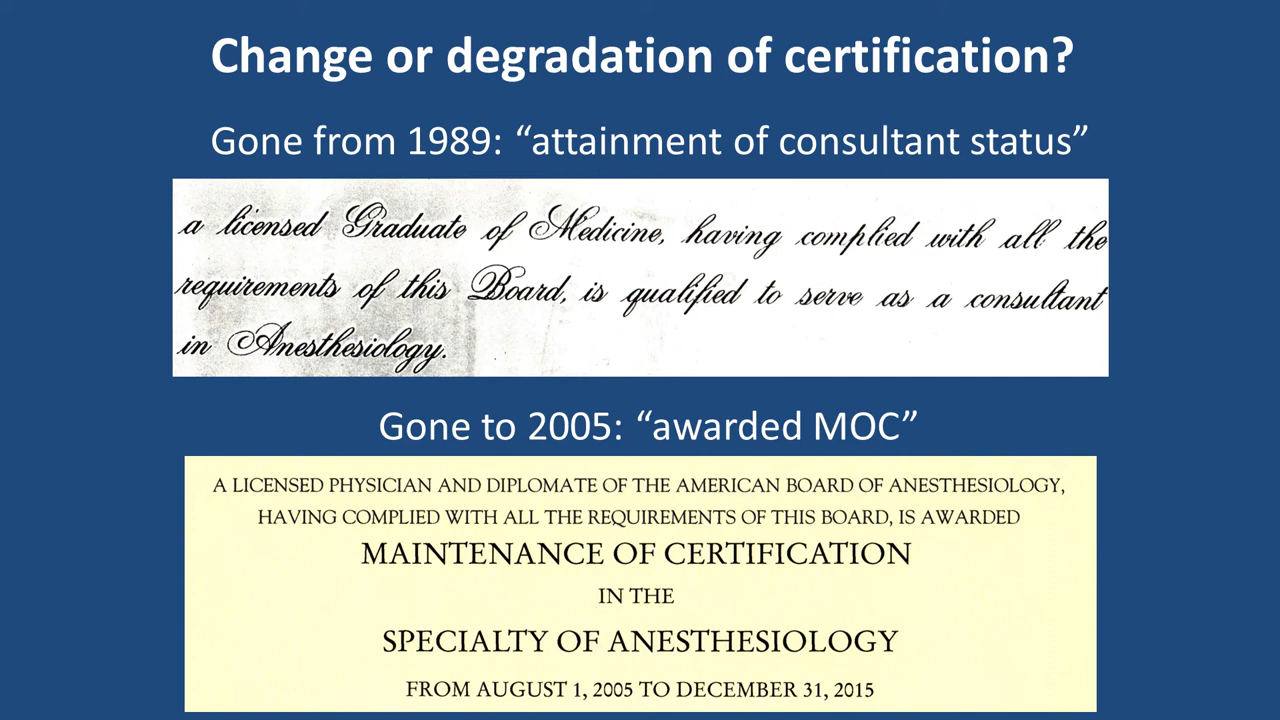 Change or degradation of certification?
Gone from 1989: “attainment of consultant status”
a licensed Graduate of Medicine, having complied with all the
requirements of this Board, is qualified to serve as a consultant
in Anesthesiology.
Gone to 2005: “awarded MOC”
A LICENSED PHYSICIAN AND DIPLOMATE OF THE AMERICAN BOARD OF ANESTHESIOLOGY,
HAVING COMPLIED WITH ALL THE REQUIREMENTS OF THIS BOARD, IS AWARDED
MAINTENANCE OF CERTIFICATION
IN THE
SPECIALTY OF ANESTHESIOLOGY
FROM AUGUST 1, 2005 TO DECEMBER 31, 2015